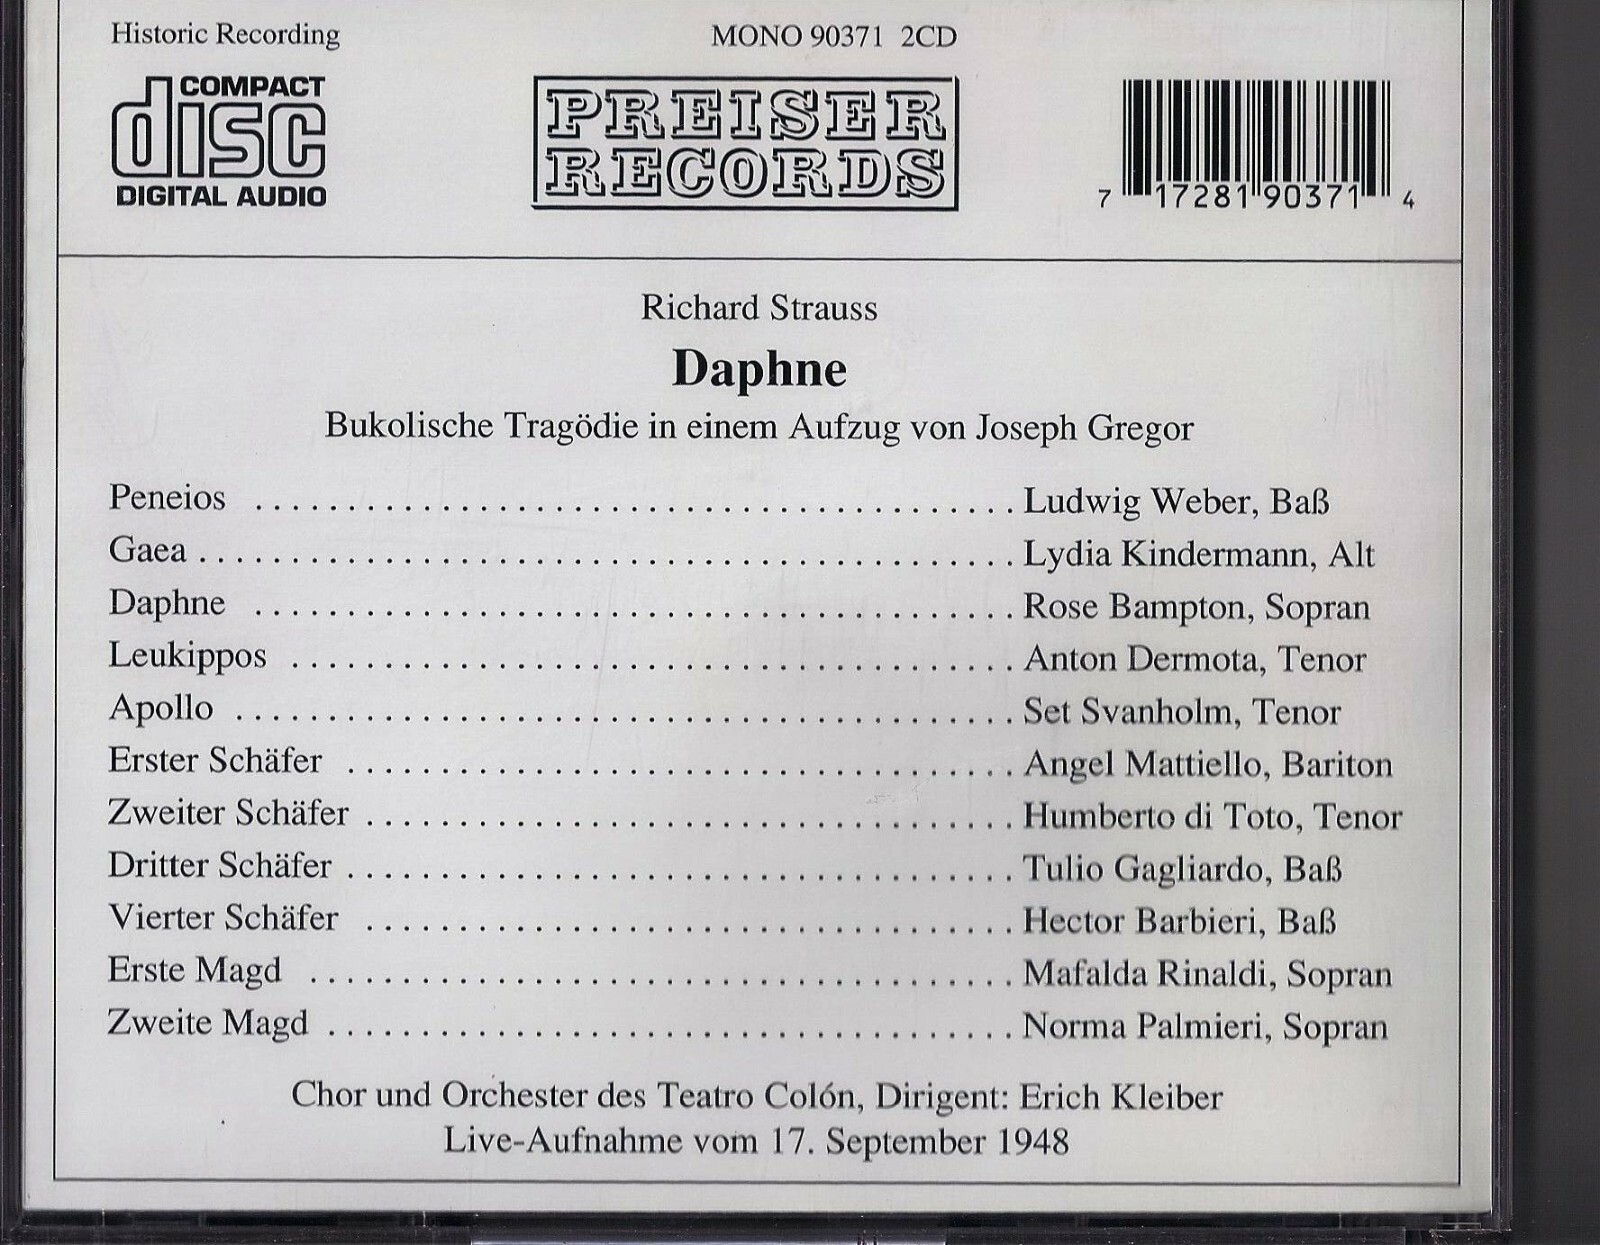 Historic Recording
MONO 90371 2CD
COMPACT
disc
DIGITAL AUDIO
PREISER
RECORDS
7 17281 90371 4
Richard Strauss
Daphne
Bukolische Tragödie in einem Aufzug von Joseph Gregor
Peneios ........................................ Ludwig Weber, Baß
Gaea ........................................ Lydia Kindermann, Alt
Daphne ........................................ Rose Bampton, Sopran
Leukippos ........................................ Anton Dermota, Tenor
Apollo ........................................ Set Svanholm, Tenor
Erster Schäfer ........................................ Angel Mattiello, Bariton
Zweiter Schäfer ........................................ Humberto di Toto, Tenor
Dritter Schäfer ........................................ Tulio Gagliardo, Baß
Vierter Schäfer ........................................ Hector Barbieri, Baß
Erste Magd ........................................ Mafalda Rinaldi, Sopran
Zweite Magd ........................................ Norma Palmieri, Sopran
Chor und Orchester des Teatro Colón, Dirigent: Erich Kleiber
Live-Aufnahme vom 17. September 1948